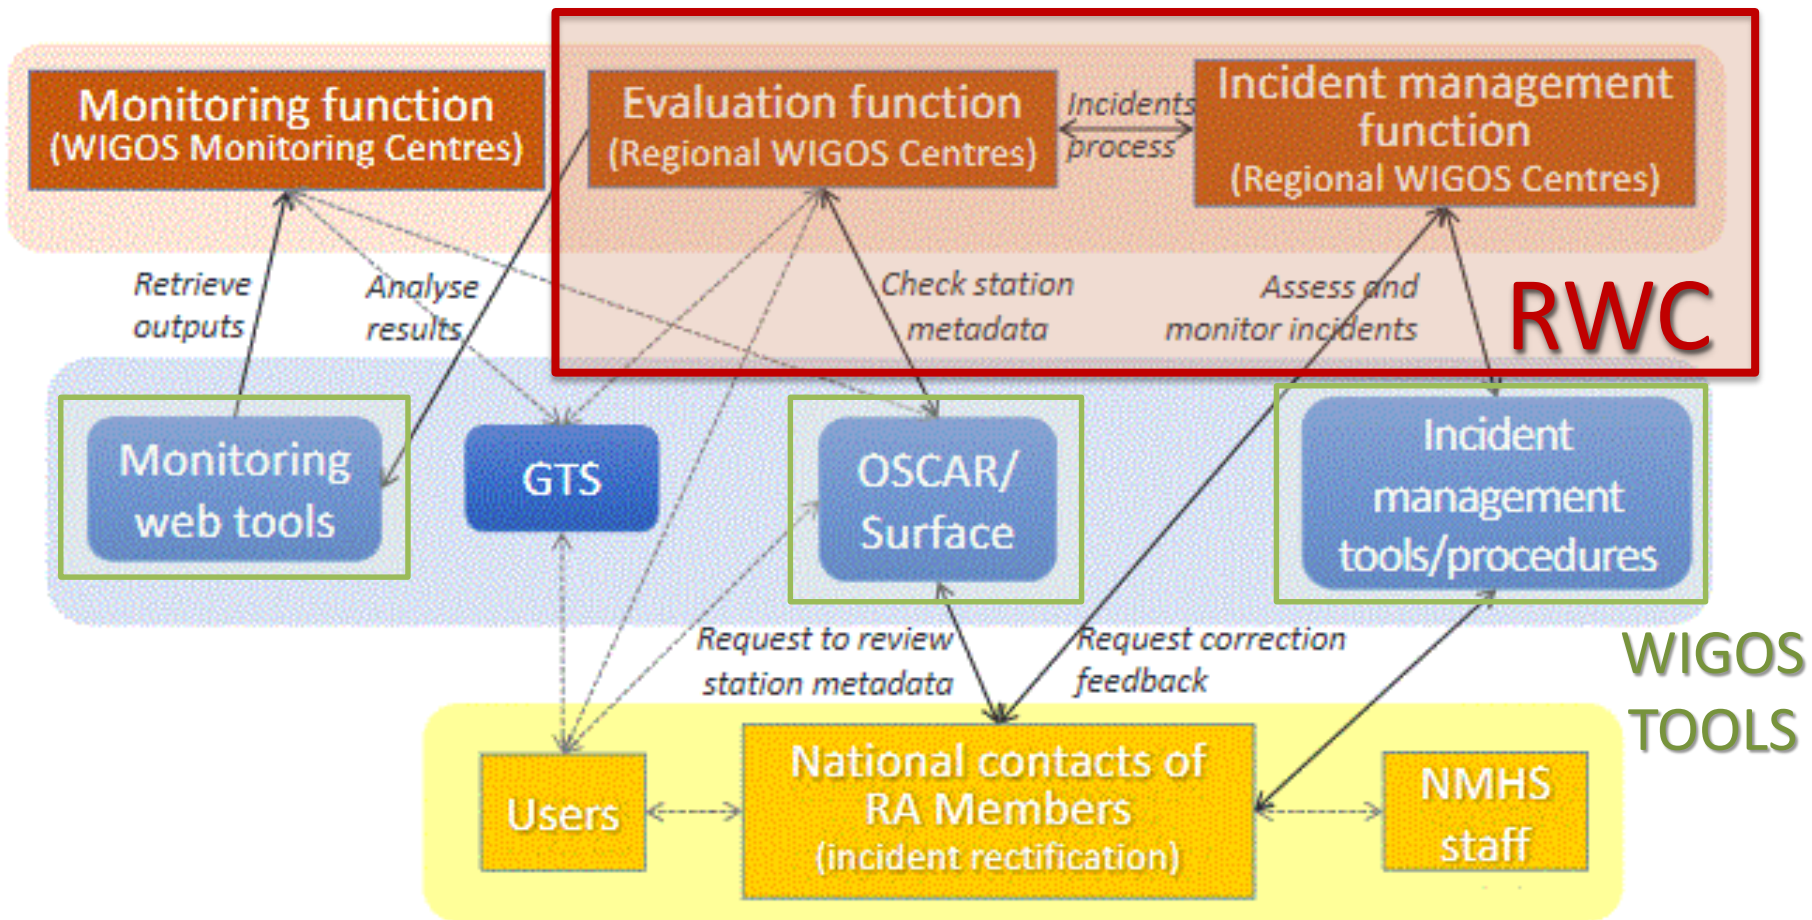 Monitoring function
(WIGOS Monitoring Centres)
Evaluation function
(Regional WIGOS Centres)
Incidents
process
Incident management
function
(Regional WIGOS Centres)
Retrieve
outputs
Analyse
results
Check station
metadata
Assess and
monitor incidents
RWC
Monitoring
web tools
GTS
OSCAR/
Surface
Incident
management
tools/procedures
Request to review
station metadata
Request correction
feedback
WIGOS
TOOLS
Users
National contacts of
RA Members
(incident rectification)
NMHS
staff